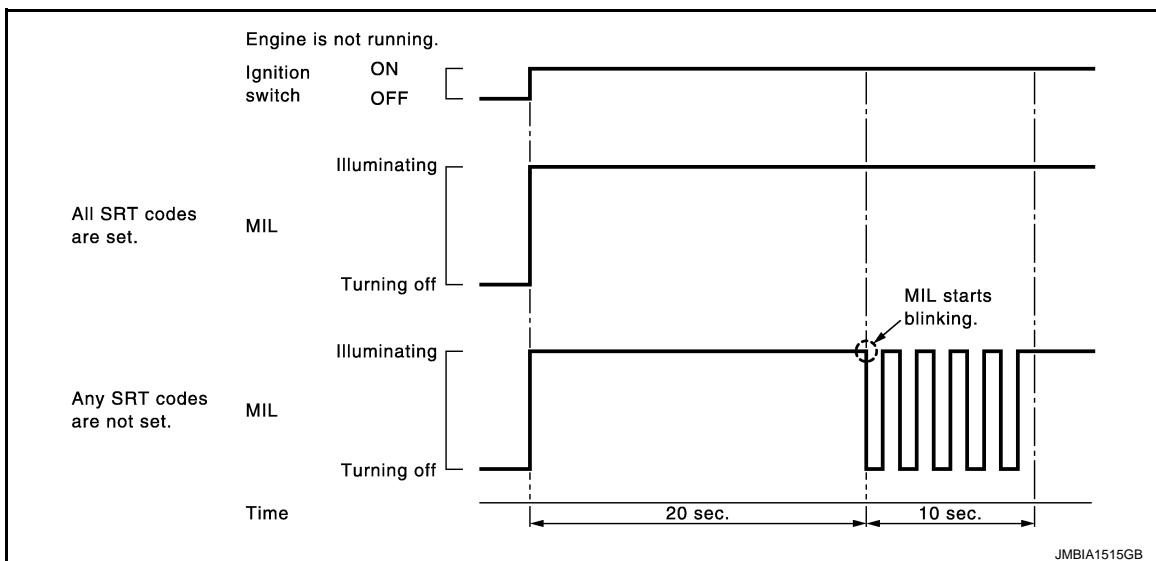 Engine is not running.
Ignition
switch
ON
OFF
All SRT codes
are set.
MIL
Illuminating
Turning off
MIL starts
blinking.
Any SRT codes
are not set.
MIL
Illuminating
Turning off
Time
20 sec.
10 sec.
JMBIA1515GB